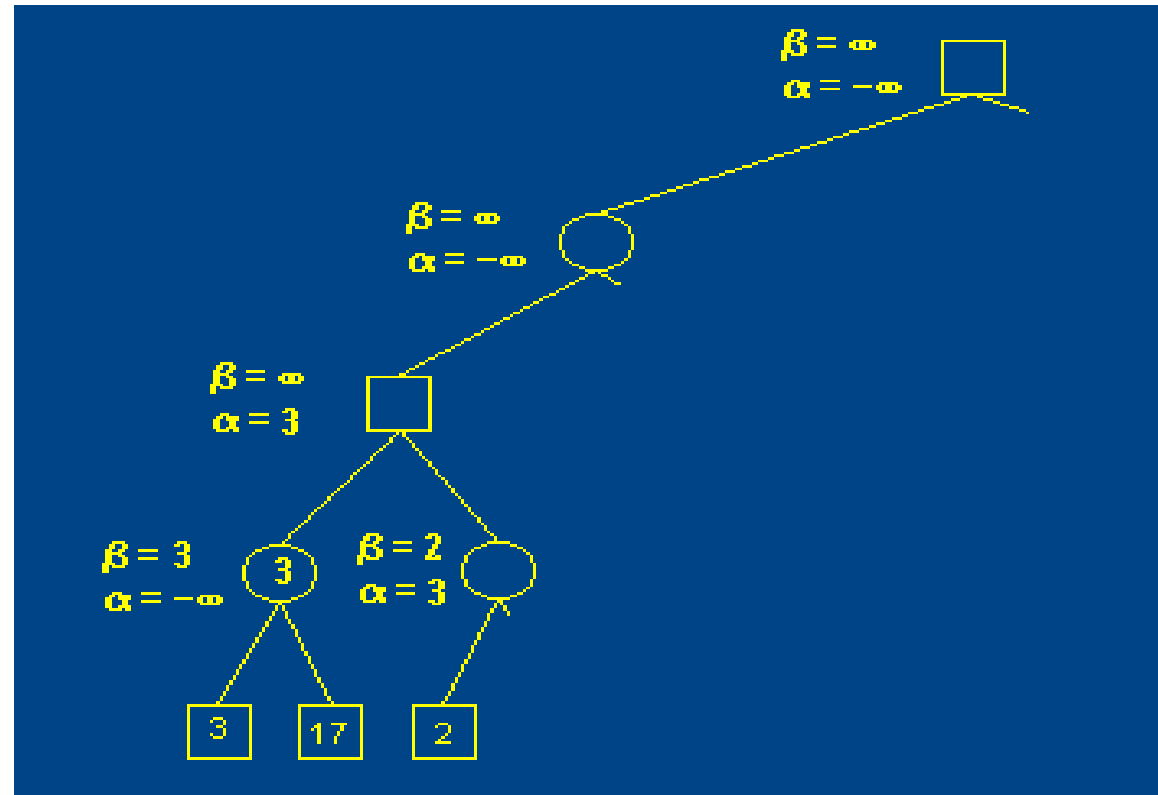 β = ∞
α = −∞
β = ∞
α = −∞
β = ∞
α = 3
β = 3
α = −∞
3
β = 2
α = 3
3
17
2